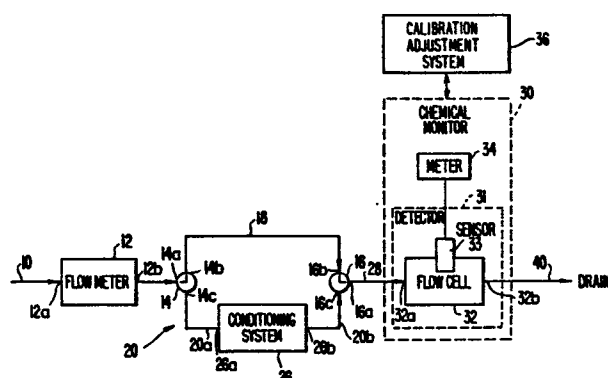 CALIBRATION
ADJUSTMENT
SYSTEM
36
30
CHEMICAL
MONITOR
METER
34
31
DETECTOR
SENSOR
33
18
12
10
FLOW METER
12a
12b
14a
14b
14
14c
16b
16
28
16c
16a
FLOW CELL
32a
32
32b
40
DRAIN
20
CONDITIONING
SYSTEM
20a
26a
26b
20b
26